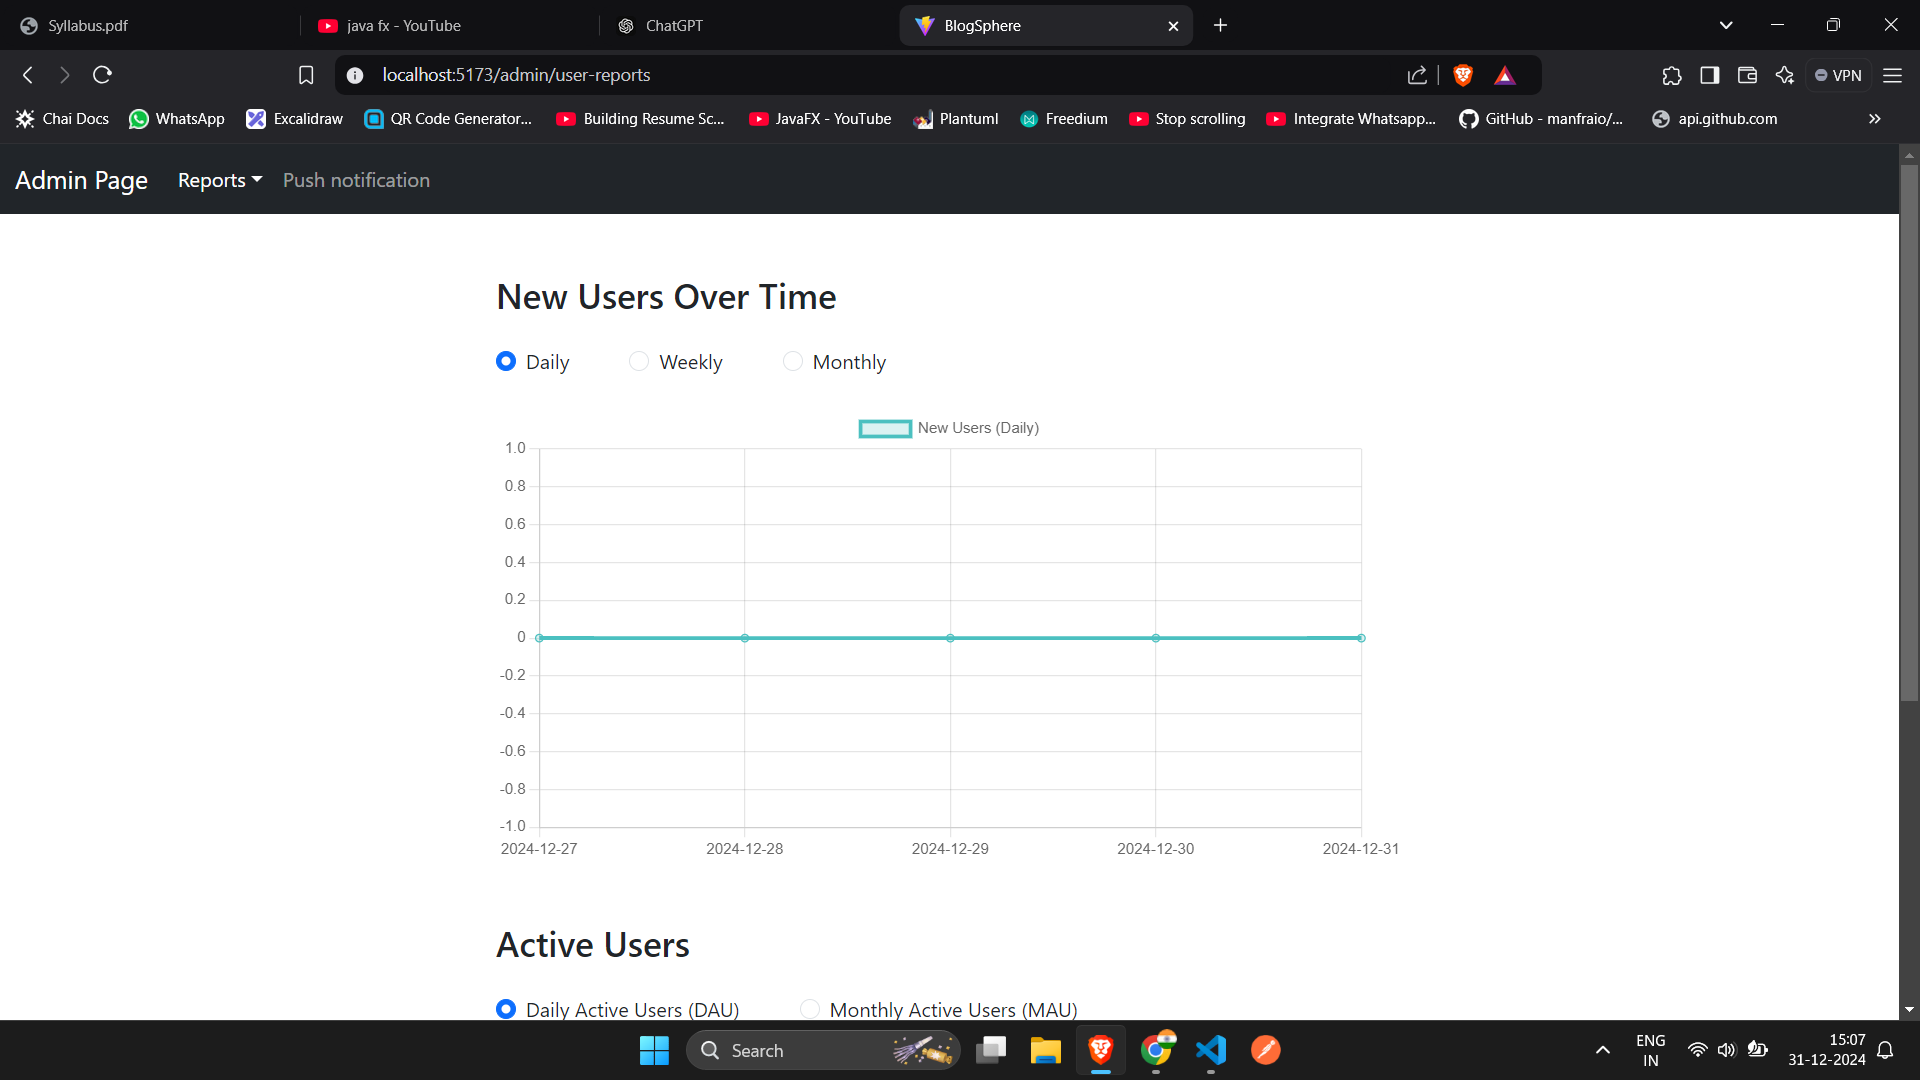 Syllabus.pdf
java fx - YouTube
ChatGPT
BlogSphere
localhost:5173/admin/user-reports
VPN
Chai Docs
WhatsApp
Excalidraw
QR Code Generator...
Building Resume Sc...
JavaFX - YouTube
Plantuml
Freedium
Stop scrolling
Integrate Whatsapp...
GitHub - manfraio/...
api.github.com
Admin Page
Reports
Push notification
New Users Over Time
Daily
Weekly
Monthly
New Users (Daily)
1.0
0.8
0.6
0.4
0.2
0
-0.2
-0.4
-0.6
-0.8
-1.0
2024-12-27
2024-12-28
2024-12-29
2024-12-30
2024-12-31
Active Users
Daily Active Users (DAU)
Monthly Active Users (MAU)
Search
ENG
IN
15:07
31-12-2024